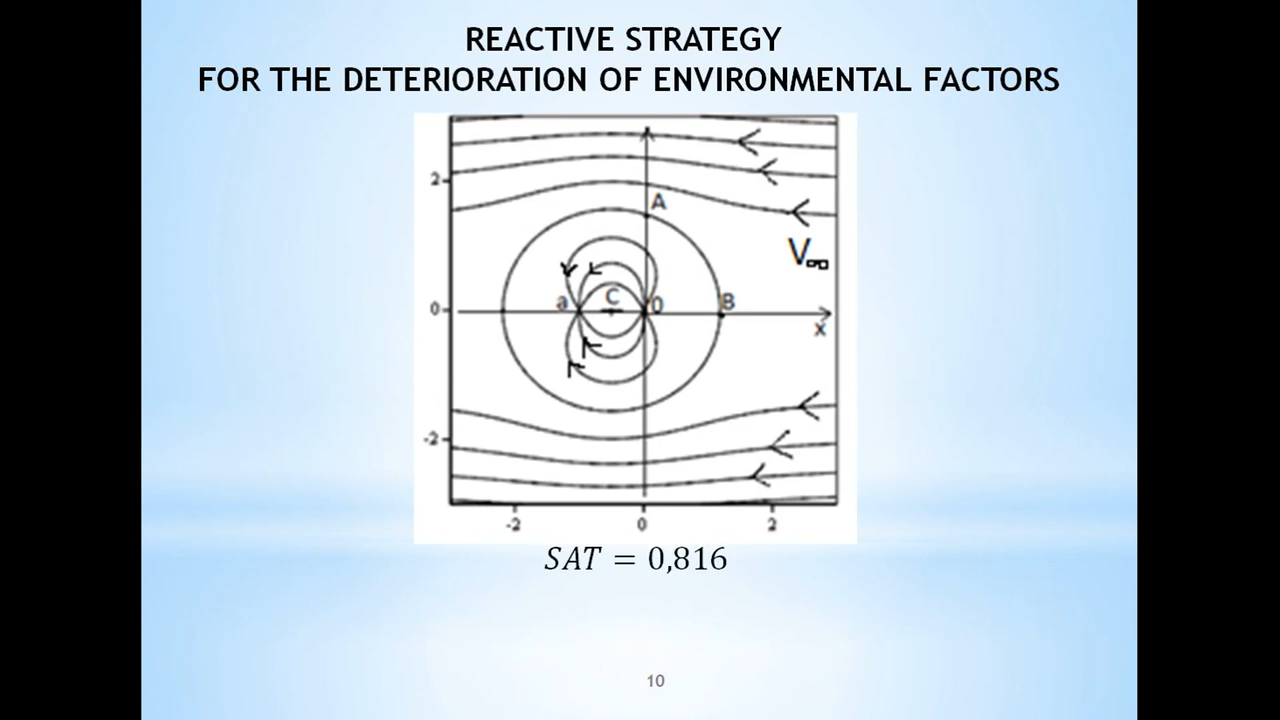 REACTIVE STRATEGY
FOR THE DETERIORATION OF ENVIRONMENTAL FACTORS
2
A
V∞
a C 0 B
0
x
-2
-2 0 2
SAT = 0,816
10